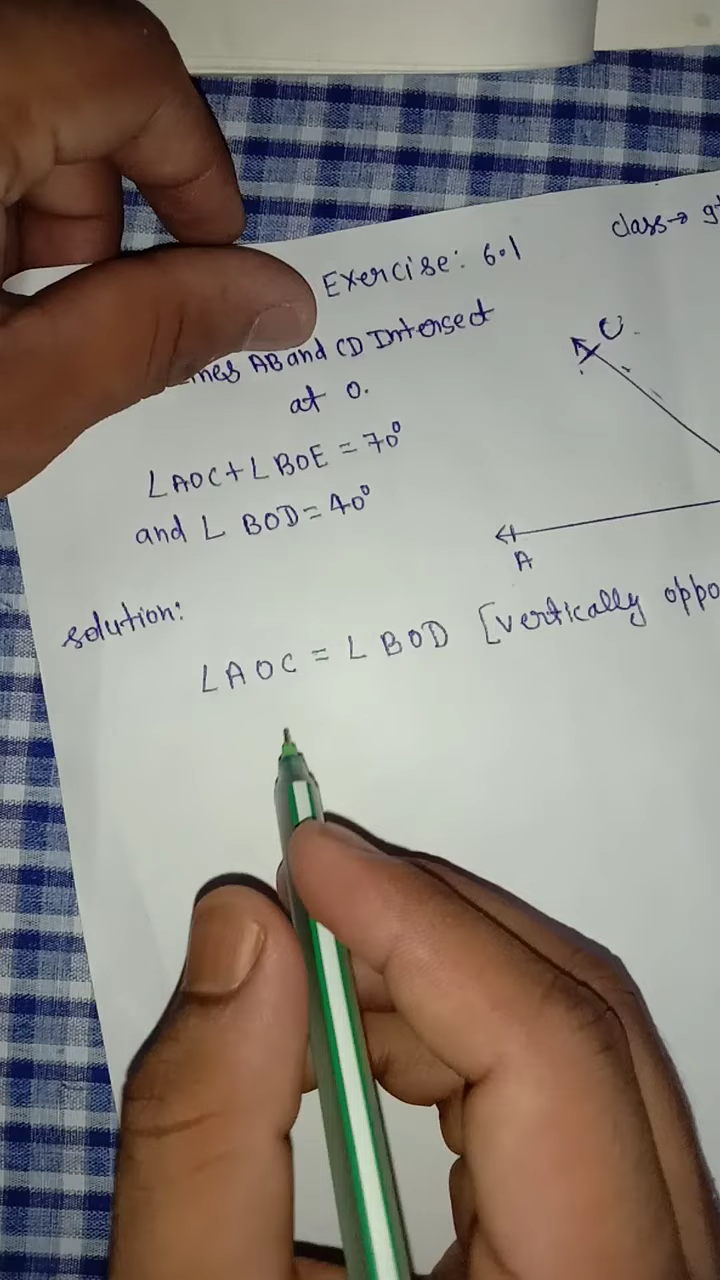 class→ 9
Exercise: 6.1
AB and CD Intersect
at O.
∠AOC+∠BOE = 70°
and ∠ BOD = 40°
C
A
solution:
∠AOC = ∠ BOD [vertically oppo